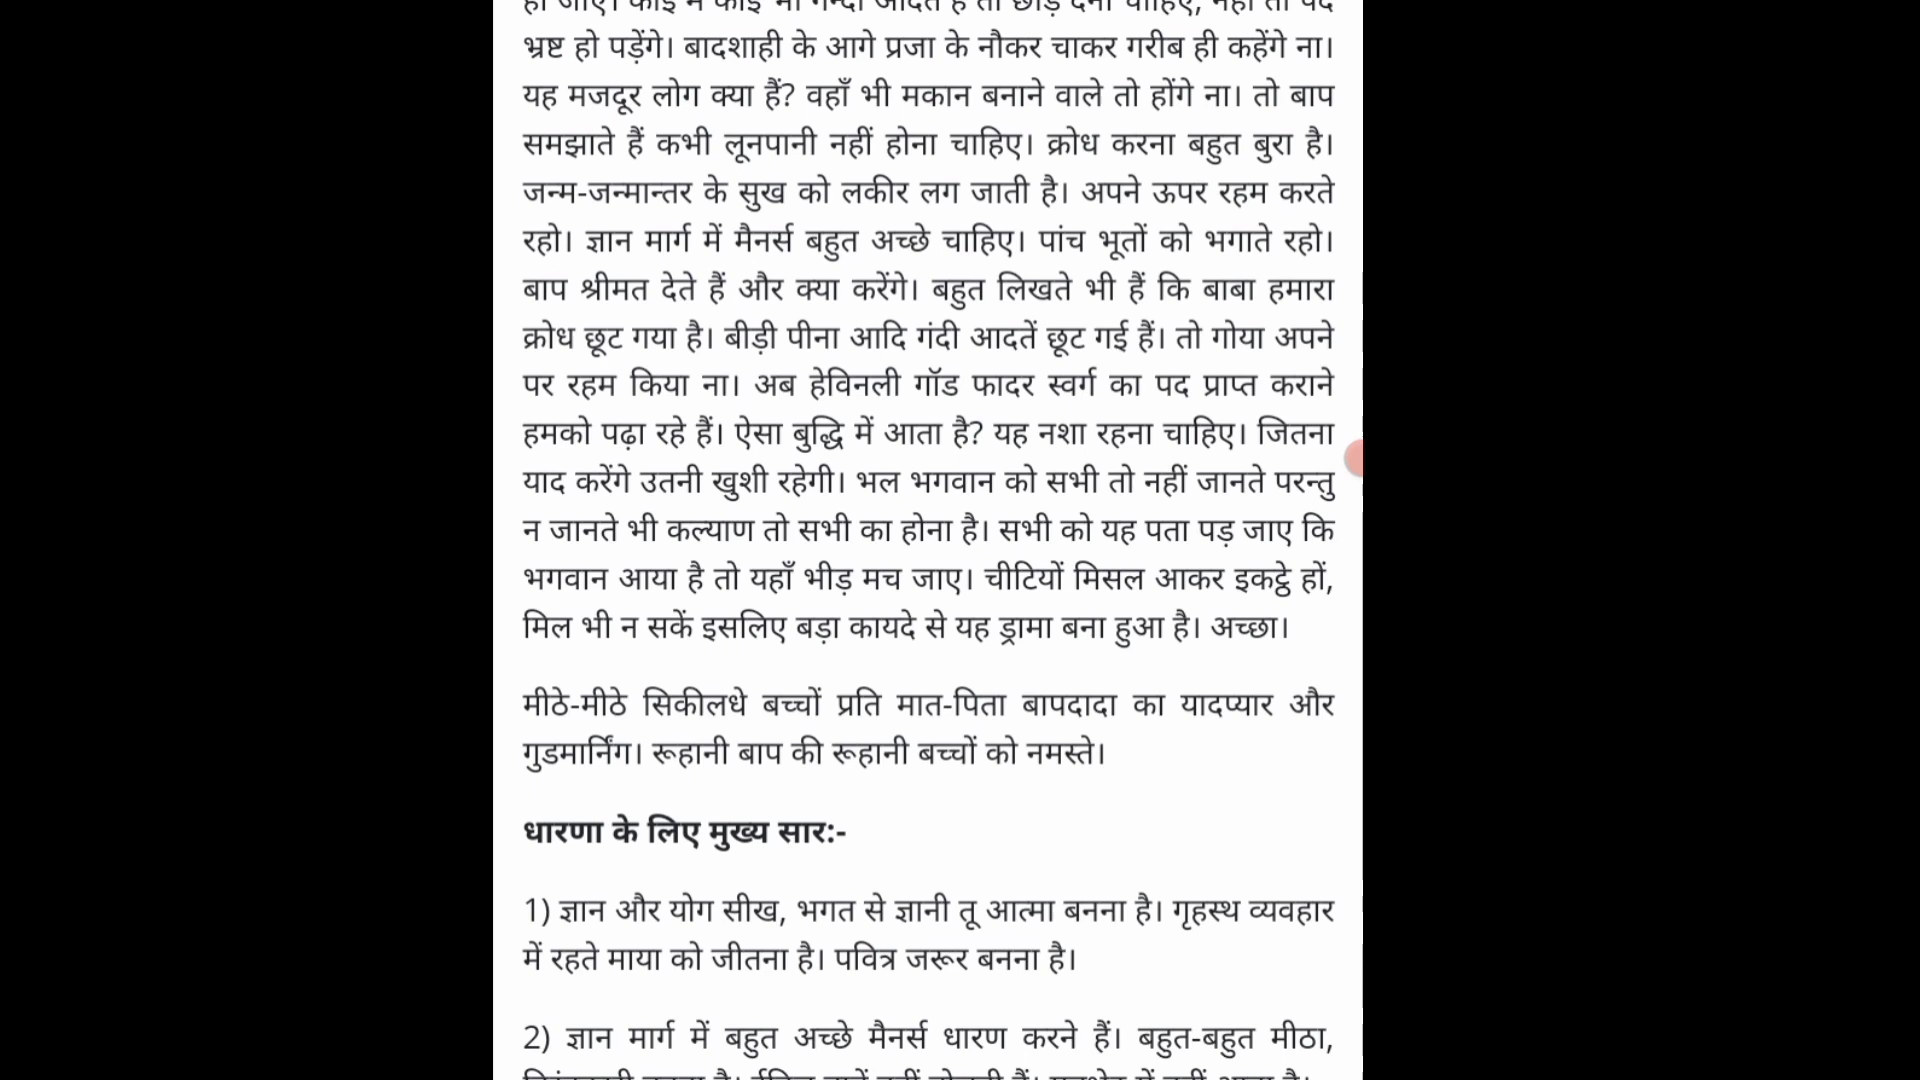 भ्रष्ट हो पड़ेंगे। बादशाही के आगे प्रजा के नौकर चाकर गरीब ही कहेंगे ना।
यह मजदूर लोग क्या हैं? वहाँ भी मकान बनाने वाले तो होंगे ना। तो बाप
समझाते हैं कभी लूनपानी नहीं होना चाहिए। क्रोध करना बहुत बुरा है।
जन्म-जन्मान्तर के सुख को लकीर लग जाती है। अपने ऊपर रहम करते
रहो। ज्ञान मार्ग में मैनर्स बहुत अच्छे चाहिए। पांच भूतों को भगाते रहो।
बाप श्रीमत देते हैं और क्या करेंगे। बहुत लिखते भी हैं कि बाबा हमारा
क्रोध छूट गया है। बीड़ी पीना आदि गंदी आदतें छूट गई हैं। तो गोया अपने
पर रहम किया ना। अब हेविनली गॉड फादर स्वर्ग का पद प्राप्त कराने
हमको पढ़ा रहे हैं। ऐसा बुद्धि में आता है? यह नशा रहना चाहिए। जितना
याद करेंगे उतनी खुशी रहेगी। भल भगवान को सभी तो नहीं जानते परन्तु
न जानते भी कल्याण तो सभी का होना है। सभी को यह पता पड़ जाए कि
भगवान आया है तो यहाँ भीड़ मच जाए। चीटियों मिसल आकर इकट्ठे हों,
मिल भी न सकें इसलिए बड़ा कायदे से यह ड्रामा बना हुआ है। अच्छा।
मीठे-मीठे सिकीलधे बच्चों प्रति मात-पिता बापदादा का यादप्यार और
गुडमार्निंग। रूहानी बाप की रूहानी बच्चों को नमस्ते।
धारणा के लिए मुख्य सार:-
1) ज्ञान और योग सीख, भगत से ज्ञानी तू आत्मा बनना है। गृहस्थ व्यवहार
में रहते माया को जीतना है। पवित्र जरूर बनना है।
2) ज्ञान मार्ग में बहुत अच्छे मैनर्स धारण करने हैं। बहुत-बहुत मीठा,